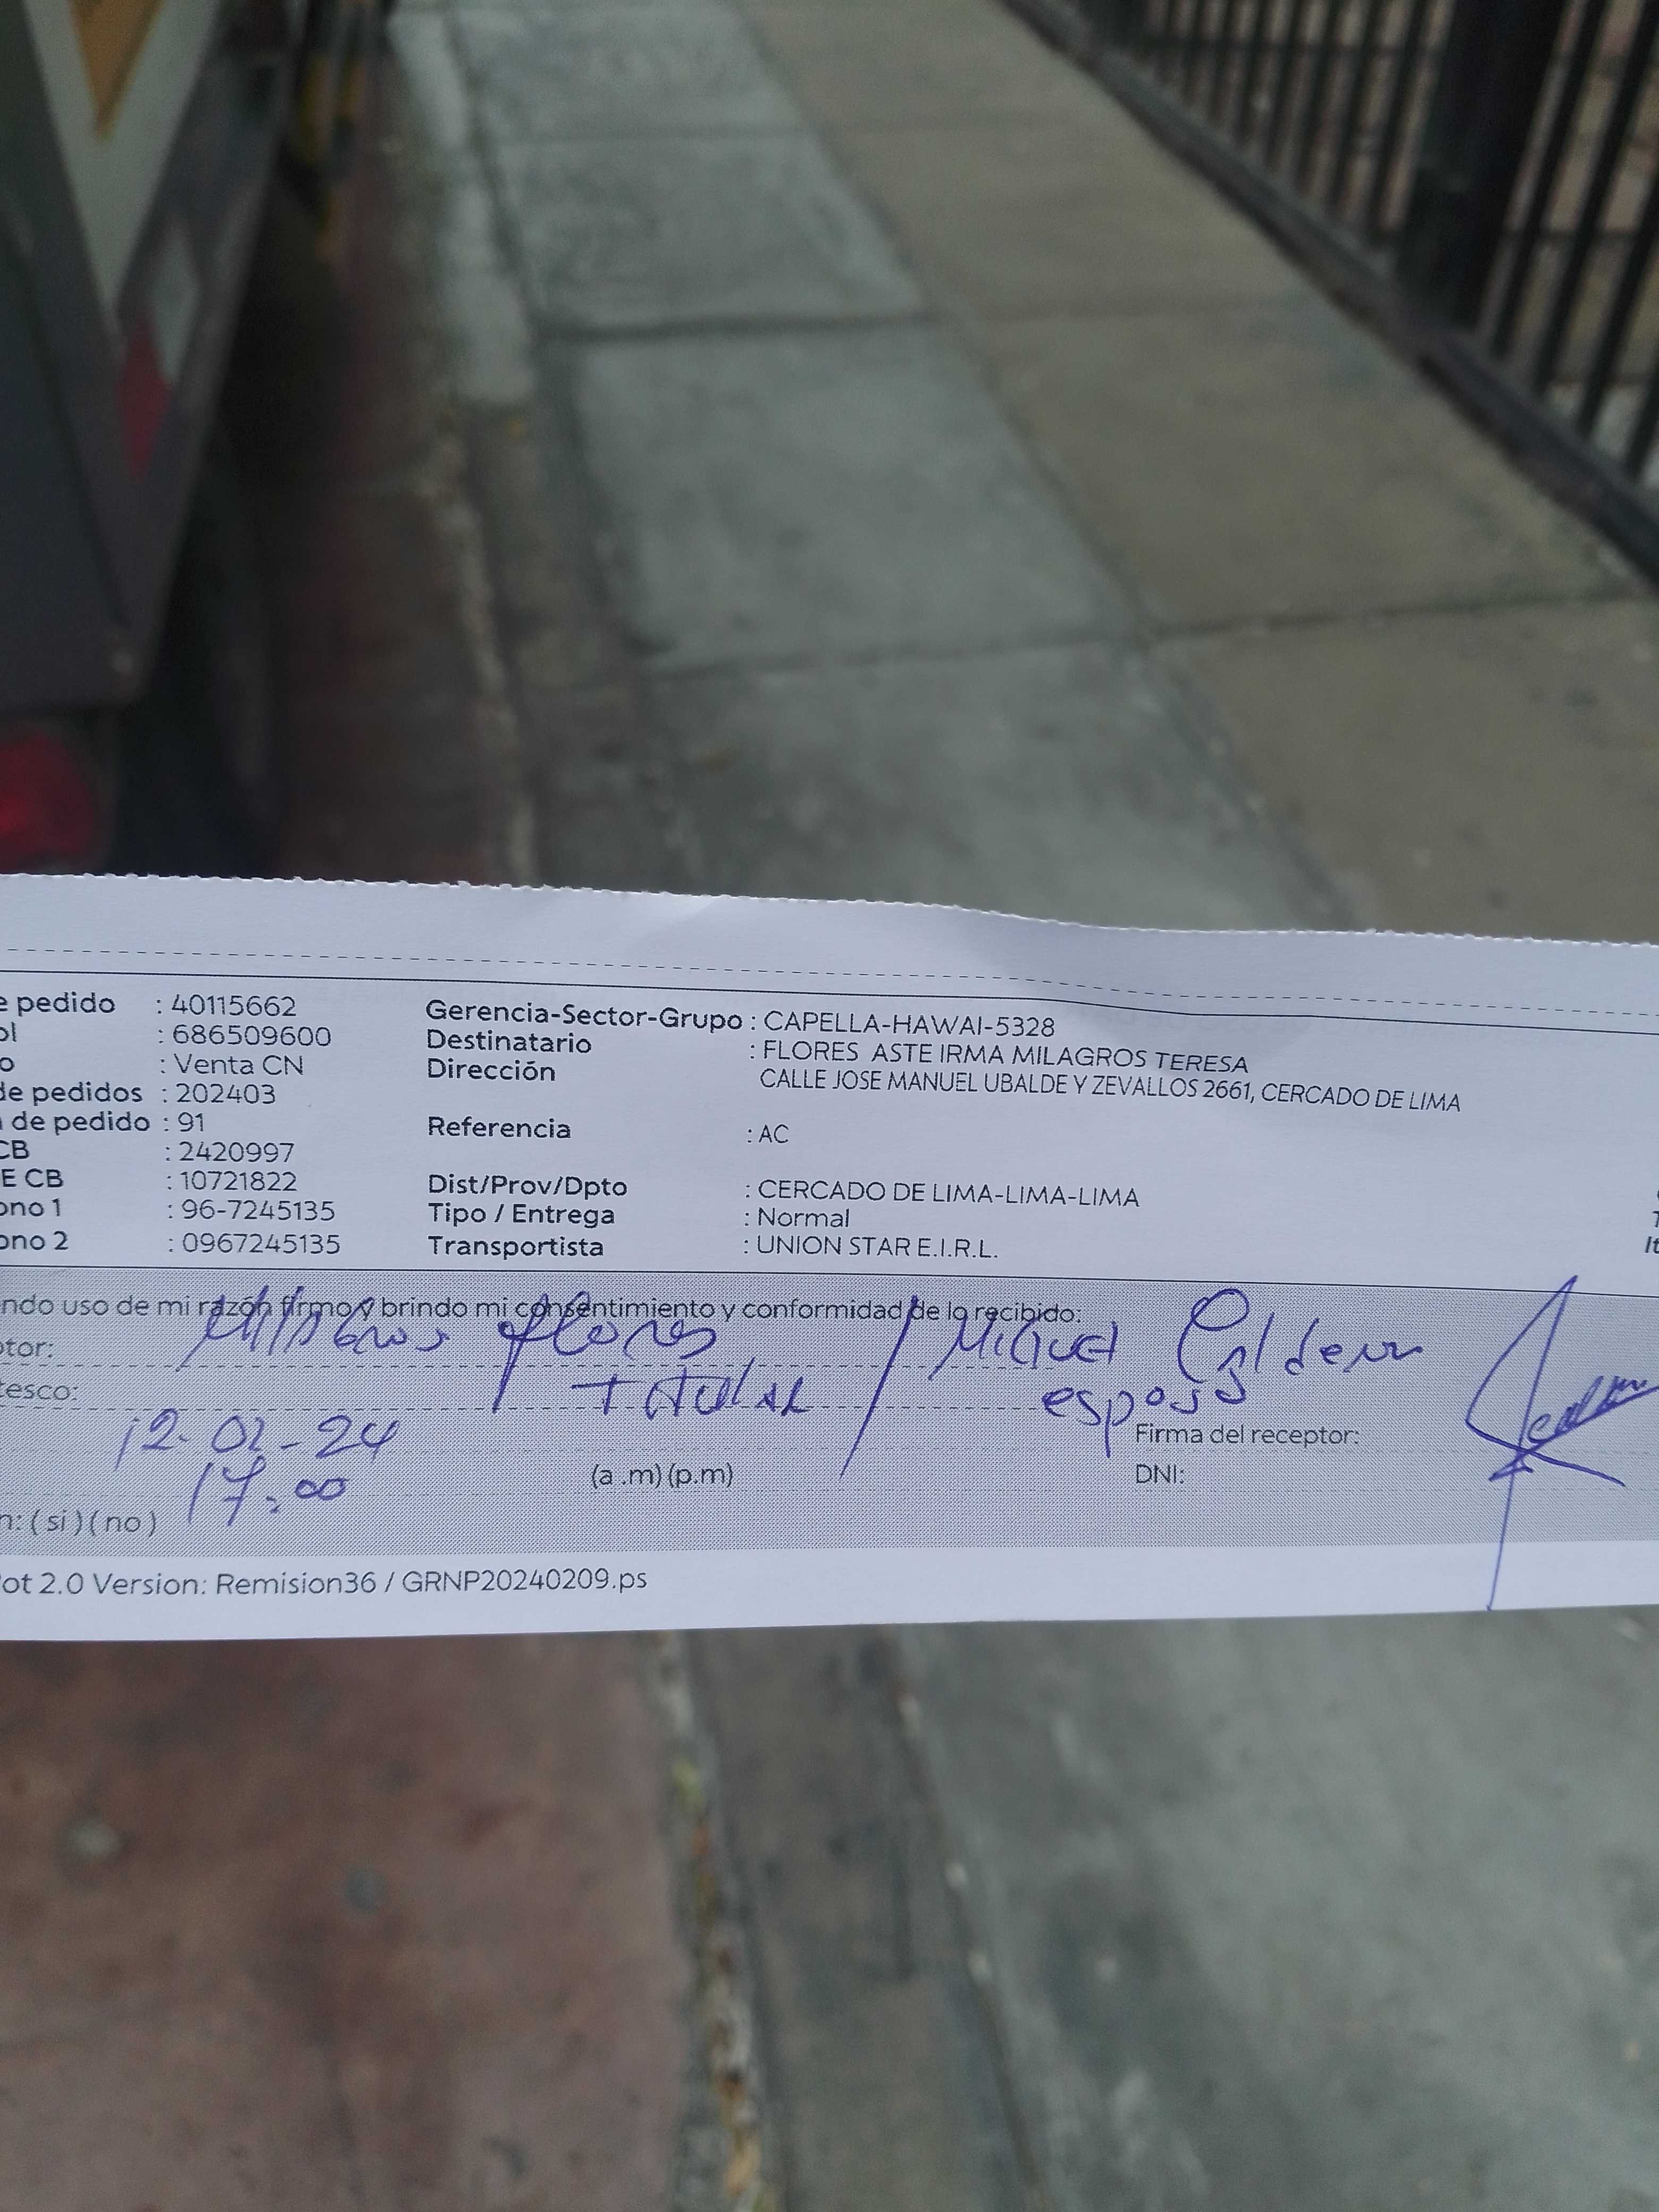 e pedido : 40115662
ol : 686509600
o : Venta CN
de pedidos : 202403
de pedido : 91
CB : 2420997
E CB : 10721822
ono 1 : 96-7245135
ono 2 : 0967245135
Gerencia-Sector-Grupo : CAPELLA-HAWAI-5328
Destinatario : FLORES ASTE IRMA MILAGROS TERESA
Dirección CALLE JOSE MANUEL UBALDE Y ZEVALLOS 2661, CERCADO DE LIMA
Referencia : AC
Dist/Prov/Dpto : CERCADO DE LIMA-LIMA-LIMA
Tipo / Entrega : Normal
Transportista : UNION STAR E.I.R.L.
It
ndo uso de mi razón firmo y brindo mi consentimiento y conformidad de lo recibido:
otor: Milagros Flores / Miguel
tesco: Titular esposo
12-02-24
Firma del receptor:
17:00 (a .m) (p.m) DNI:
n: ( si ) ( no )
ot 2.0 Version: Remision36 / GRNP20240209.ps